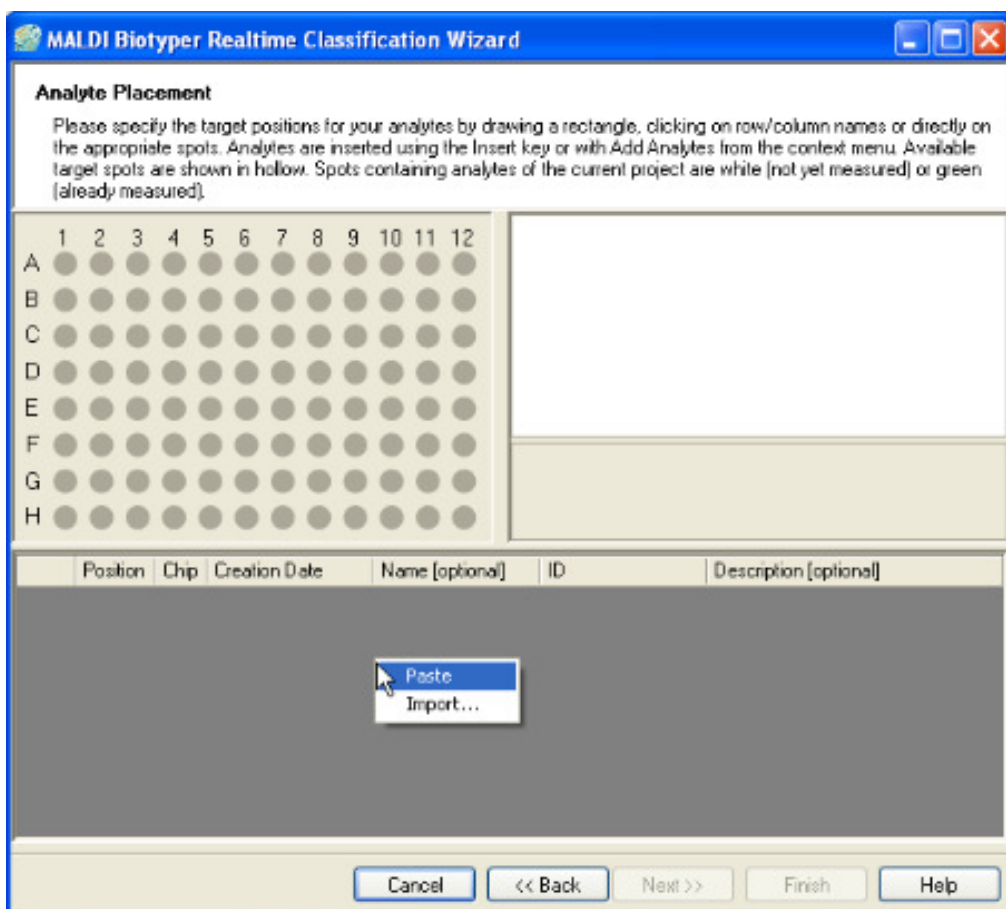 MALDI Biotyper Realtime Classification Wizard
Analyte Placement
Please specify the target positions for your analytes by drawing a rectangle, clicking on row/column names or directly on
the appropriate spots. Analytes are inserted using the Insert key or with Add Analytes from the context menu. Available
target spots are shown in hollow. Spots containing analytes of the current project are white (not yet measured) or green
(already measured).
1 2 3 4 5 6 7 8 9 10 11 12
A
B
C
D
E
F
G
H
Position Chip Creation Date Name [optional] ID Description [optional]
Paste
Import...
Cancel << Back Next >> Finish Help